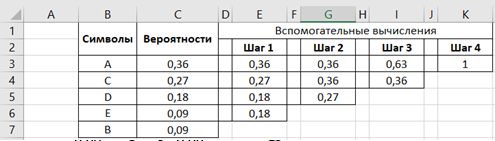 A B C D E F G H I J K
1 Символы Вероятности Вспомогательные вычисления
2 Шаг 1 Шаг 2 Шаг 3 Шаг 4
3 A 0,36 0,36 0,36 0,63 1
4 C 0,27 0,27 0,36 0,36
5 D 0,18 0,18 0,27
6 E 0,09 0,18
7 B 0,09